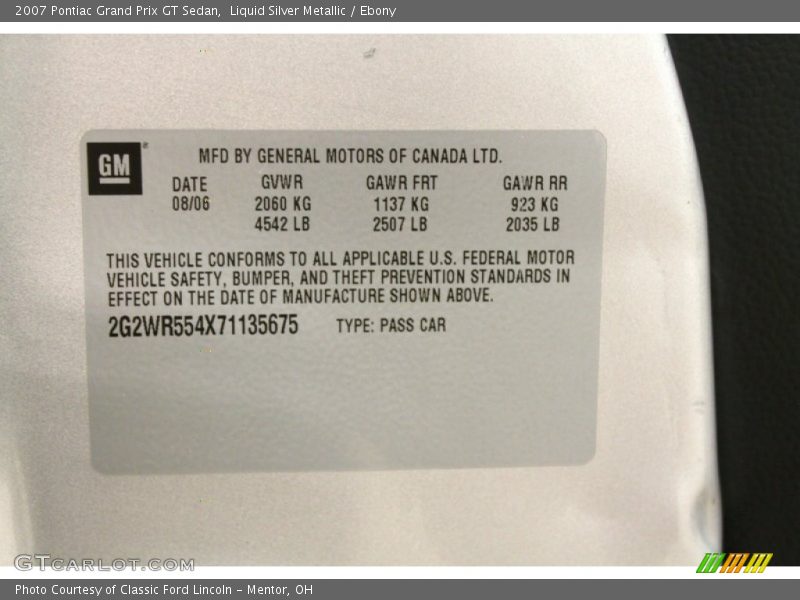 2007 Pontiac Grand Prix GT Sedan,  Liquid Silver Metallic / Ebony
GM
MFD BY GENERAL MOTORS OF CANADA LTD.
DATE GVWR GAWR FRT GAWR RR
08/06 2060 KG 1137 KG 923 KG
4542 LB 2507 LB 2035 LB
THIS VEHICLE CONFORMS TO ALL APPLICABLE U.S. FEDERAL MOTOR
VEHICLE SAFETY, BUMPER, AND THEFT PREVENTION STANDARDS IN
EFFECT ON THE DATE OF MANUFACTURE SHOWN ABOVE.
2G2WR554X71135675 TYPE: PASS CAR
GTCARLOT.COM
Photo Courtesy of Classic Ford Lincoln - Mentor, OH